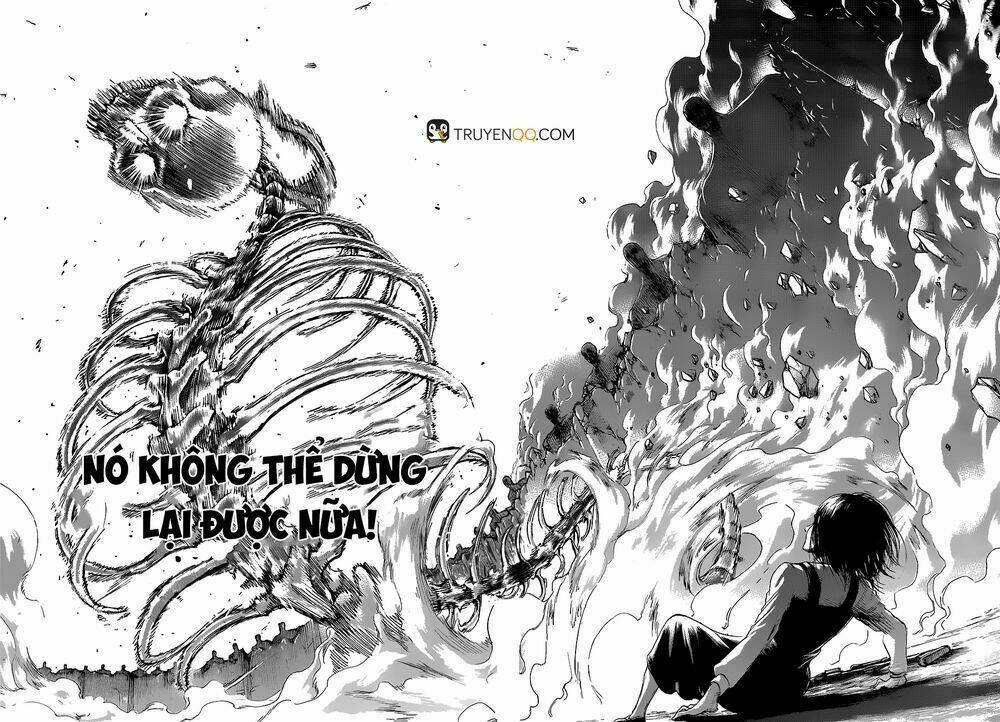 TRUYENQQ.COM
NÓ KHÔNG THỂ DỪNG
LẠI ĐƯỢC NỮA!